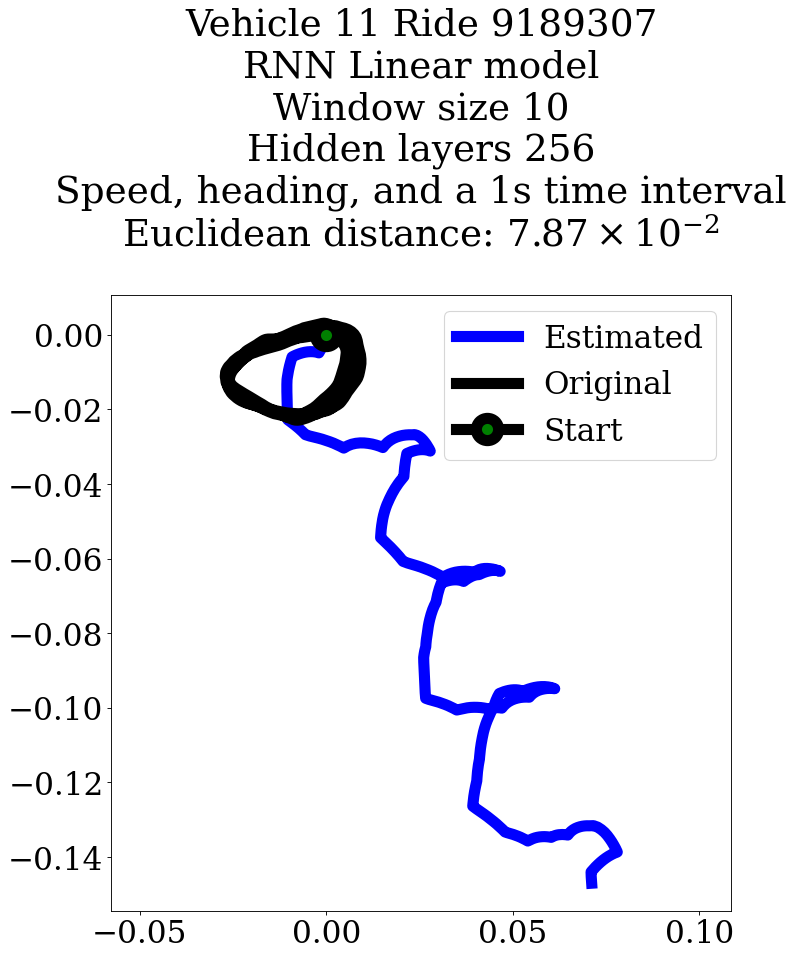 Vehicle 11 Ride 9189307
RNN Linear model
Window size 10
Hidden layers 256
Speed, heading, and a 1s time interval
Euclidean distance: 7.87 × 10⁻²
Estimated
Original
Start
0.00
−0.02
−0.04
−0.06
−0.08
−0.10
−0.12
−0.14
−0.05 0.00 0.05 0.10